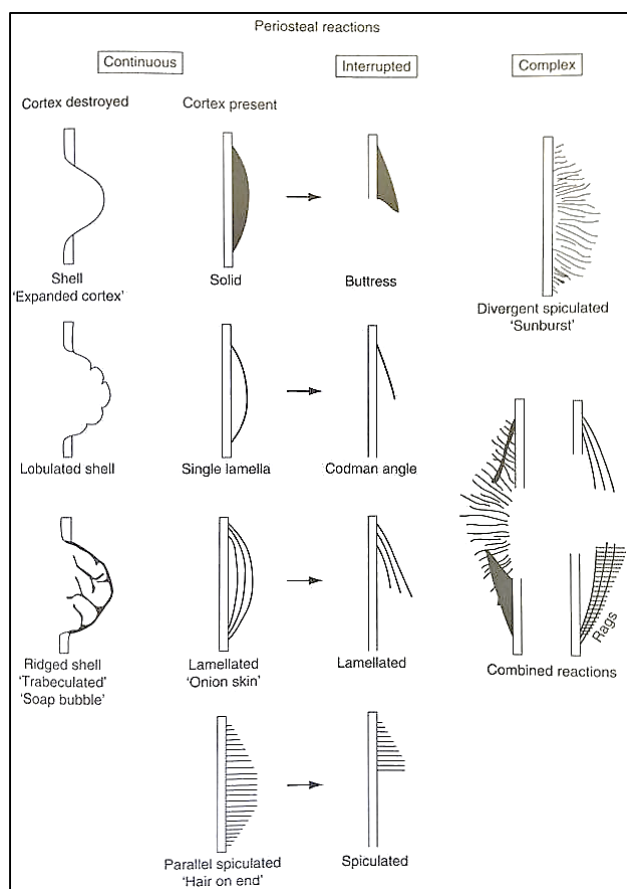 Periosteal reactions
Continuous
Interrupted
Complex
Cortex destroyed
Cortex present
Shell
'Expanded cortex'
Solid
Buttress
Divergent spiculated
'Sunburst'
Lobulated shell
Single lamella
Codman angle
Rags
Ridged shell
'Trabeculated'
'Soap bubble'
Lamellated
'Onion skin'
Lamellated
Combined reactions
Parallel spiculated
'Hair on end'
Spiculated